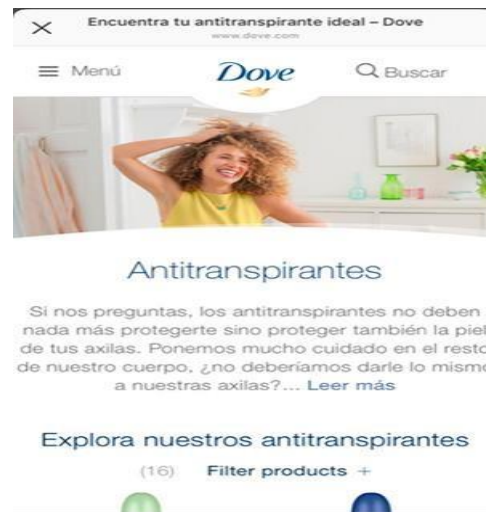 Encuentra tu antitranspirante ideal – Dove
www.dove.com
Menú
Dove
Buscar
Antitranspirantes
Si nos preguntas, los antitranspirantes no deben
nada más protegerte sino proteger también la piel
de tus axilas. Ponemos mucho cuidado en el resto
de nuestro cuerpo, ¿no deberíamos darle lo mismo
a nuestras axilas?... Leer más
Explora nuestros antitranspirantes
(16) Filter products +